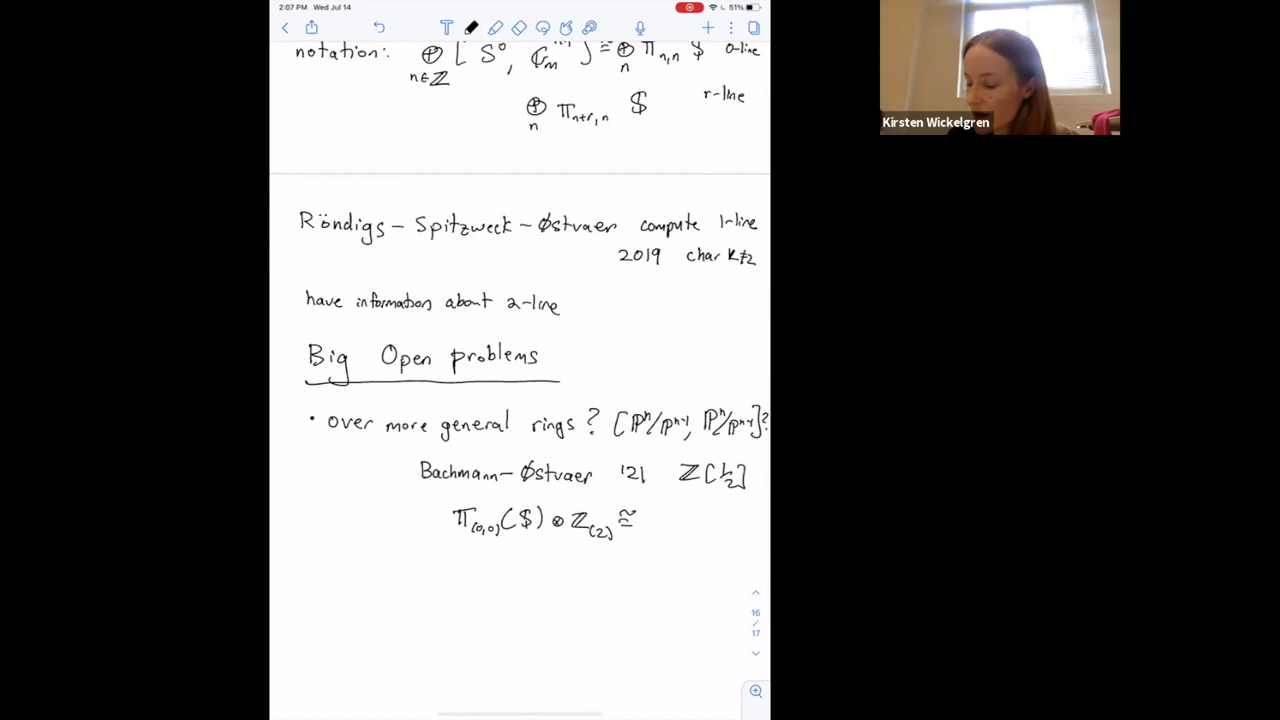 2:07 PM Wed Jul 14
51%
notation: ⊕ [ S⁰, 𝔾ₘ ] ≅ ⊕ π_{n,n} $ 0-line
n∈ℤ n
⊕ π_{n+r,n} $ r-line
n
Kirsten Wickelgren
Röndigs – Spitzweck – Østvaer compute 1-line
2019 char k≠2
have information about 2-line
Big Open problems
• over more general rings? [ℙⁿ/ℙⁿ⁻¹, ℙⁿ/ℙⁿ⁻¹]?
Bachmann – Østvaer '21 ℤ[1/2]
π_{(0,0)}($) ⊗ ℤ_{(2)} ≅
16
/
17